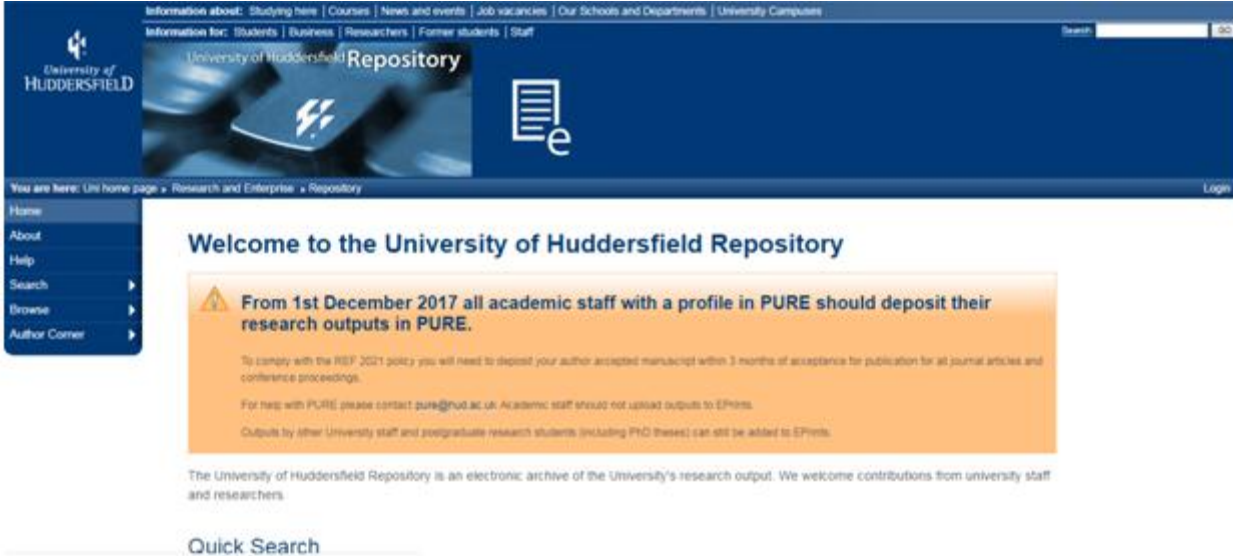 Information about: Studying here | Courses | News and events | Job vacancies | Our Schools and Departments | University Campuses
Information for: Students | Business | Researchers | Former students | Staff
Search
GO
University of
HUDDERSFIELD
University of Huddersfield Repository
e
You are here: Uni home page » Research and Enterprise » Repository
Login
Home
About
Help
Search
Browse
Author Corner
Welcome to the University of Huddersfield Repository
From 1st December 2017 all academic staff with a profile in PURE should deposit their
research outputs in PURE.
To comply with the REF 2021 policy you will need to deposit your author accepted manuscript within 3 months of acceptance for publication for all journal articles and
conference proceedings.
For help with PURE please contact pure@hud.ac.uk Academic staff should not upload outputs to EPrints.
Outputs by other University staff and postgraduate research students (including PhD theses) can still be added to EPrints.
The University of Huddersfield Repository is an electronic archive of the University's research output. We welcome contributions from university staff
and researchers
Quick Search